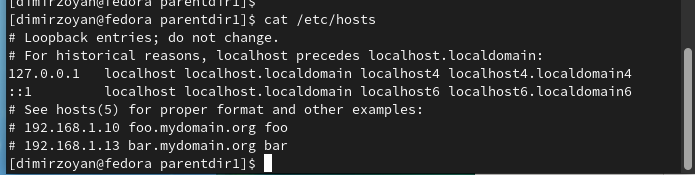 [dimirzoyan@fedora parentdir1]$
[dimirzoyan@fedora parentdir1]$ cat /etc/hosts
# Loopback entries; do not change.
# For historical reasons, localhost precedes localhost.localdomain:
127.0.0.1   localhost localhost.localdomain localhost4 localhost4.localdomain4
::1         localhost localhost.localdomain localhost6 localhost6.localdomain6
# See hosts(5) for proper format and other examples:
# 192.168.1.10 foo.mydomain.org foo
# 192.168.1.13 bar.mydomain.org bar
[dimirzoyan@fedora parentdir1]$